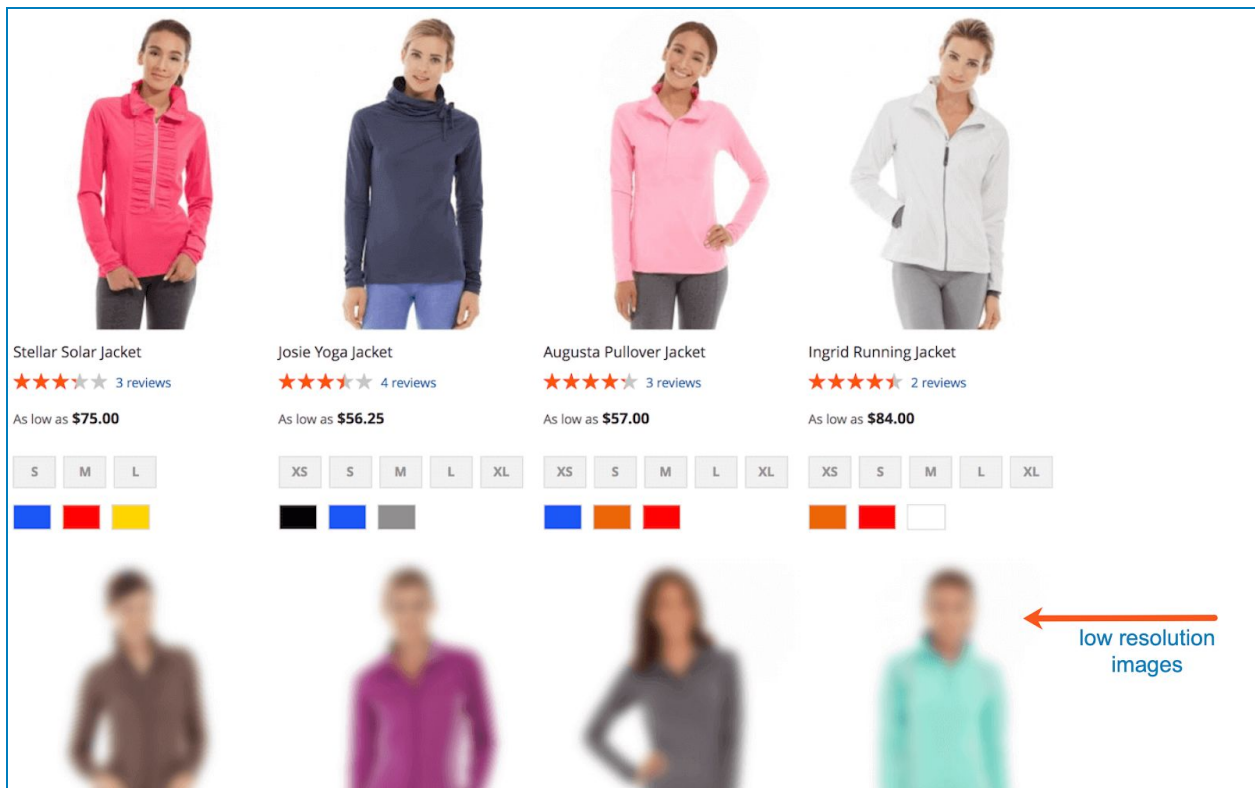 Stellar Solar Jacket
3 reviews
As low as $75.00
S M L
Josie Yoga Jacket
4 reviews
As low as $56.25
XS S M L XL
Augusta Pullover Jacket
3 reviews
As low as $57.00
XS S M L XL
Ingrid Running Jacket
2 reviews
As low as $84.00
XS S M L XL
low resolution
images